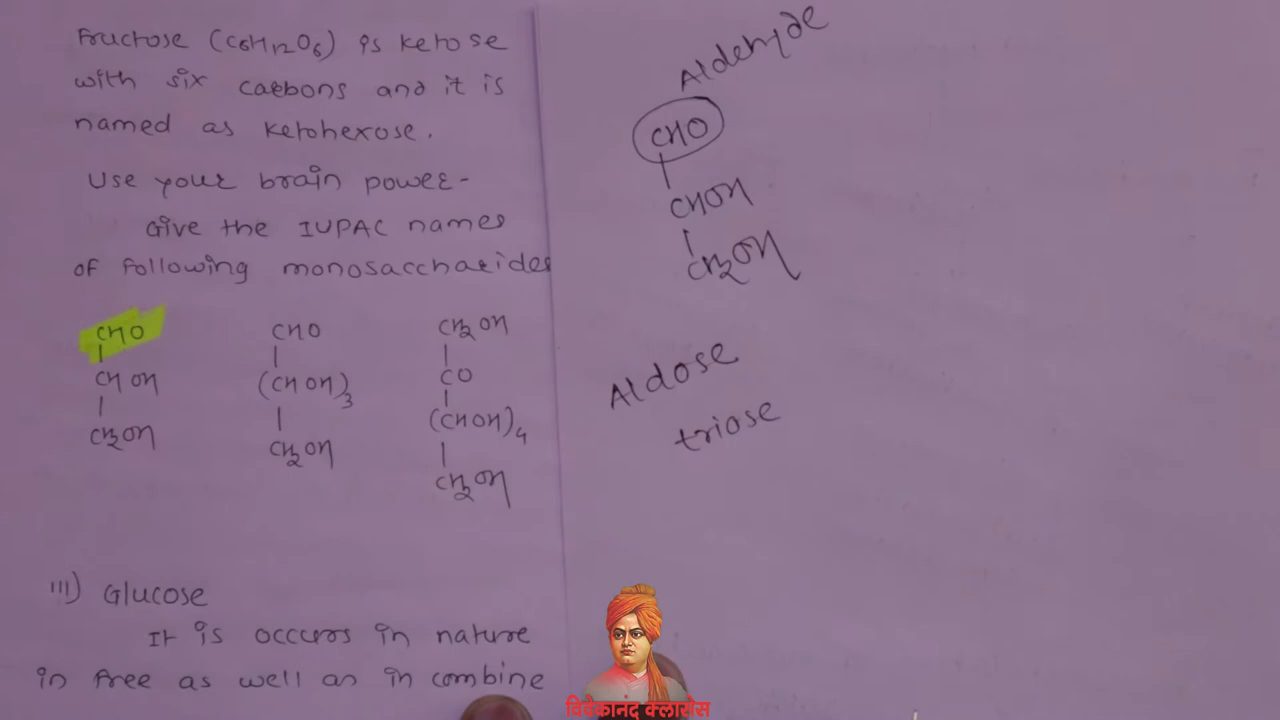 Fructose (C6H12O6) is ketose
with six carbons and it is
named as ketohexose.
Use your brain power-
Give the IUPAC names
of following monosaccharides
CHO
|
CHOH
|
CH2OH
CHO
|
(CHOH)3
|
CH2OH
CH2OH
|
CO
|
(CHOH)4
|
CH2OH
III) Glucose
It is occurs in nature
in free as well as in combine
Aldehyde
CHO
|
CHOH
|
CH2OH
Aldose
triose
विवेकानंद क्लासेस